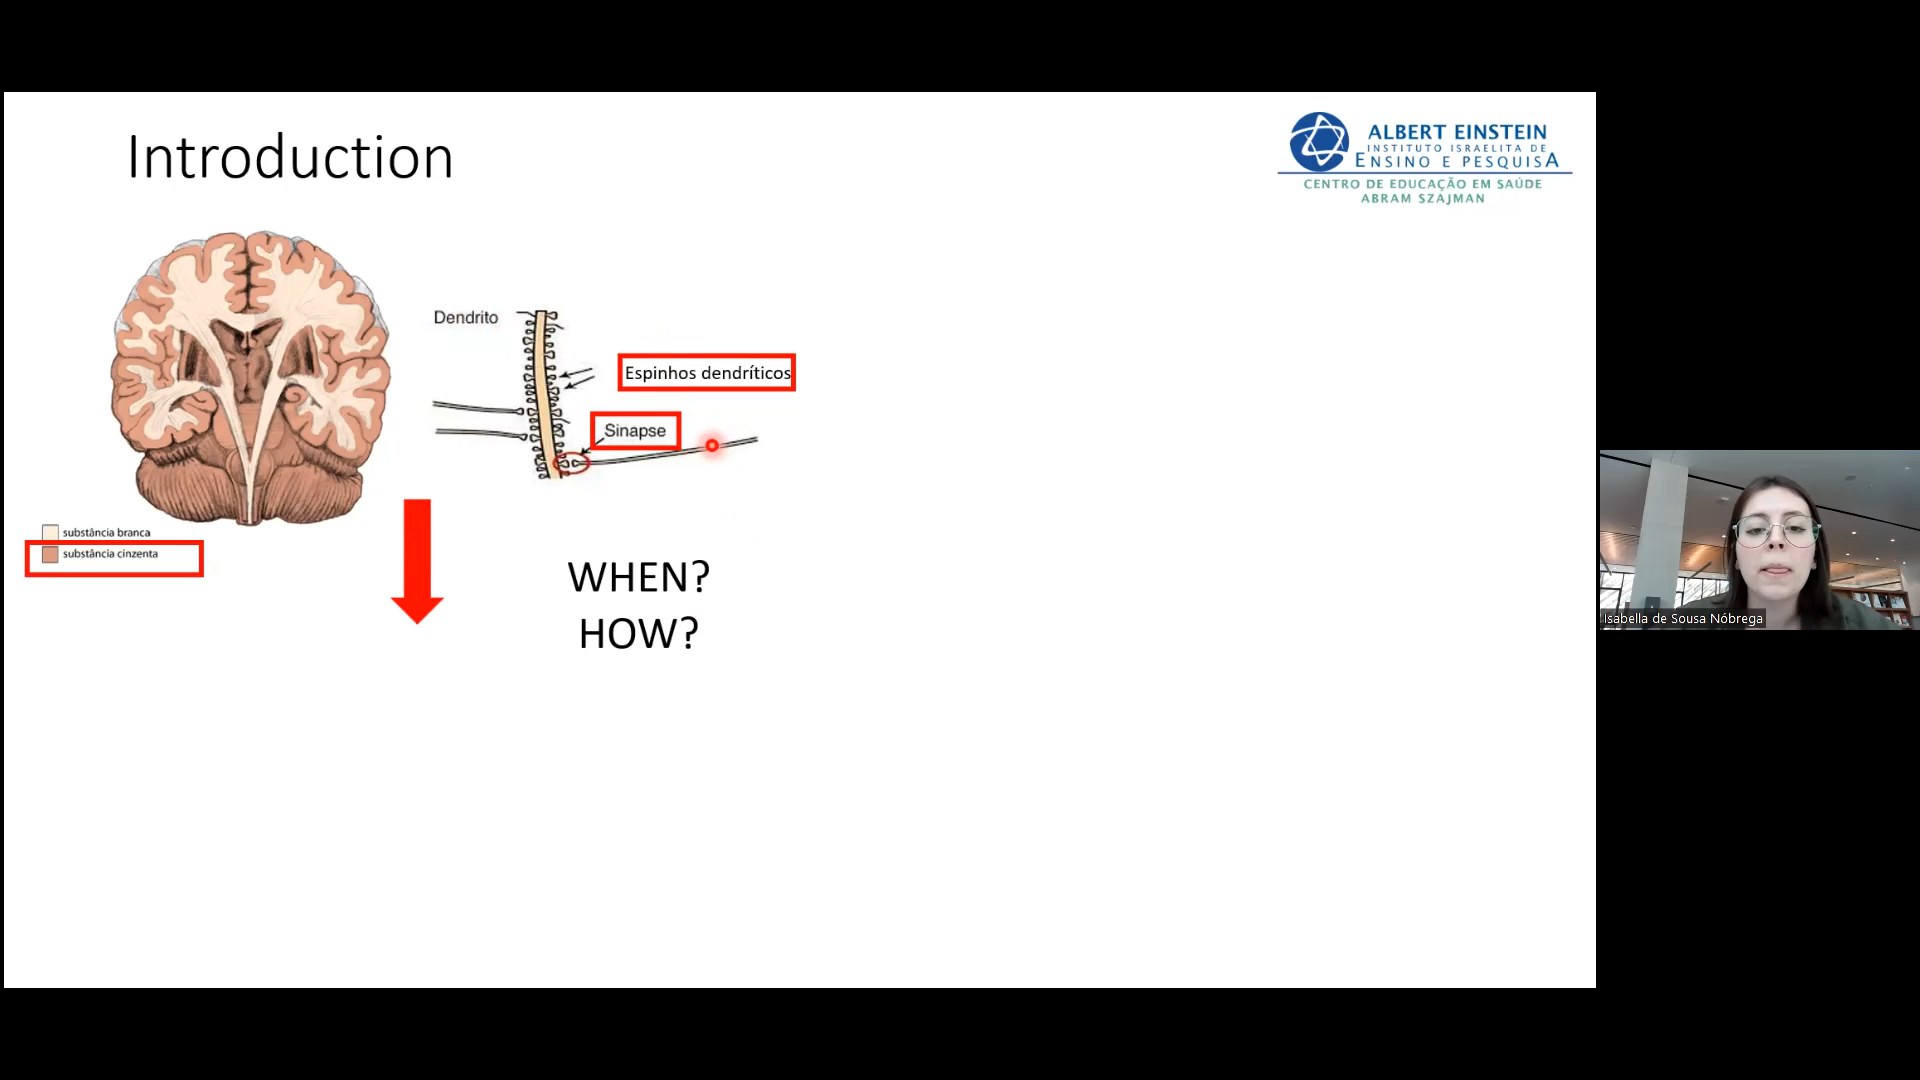 Introduction
ALBERT EINSTEIN
INSTITUTO ISRAELITA DE
ENSINO E PESQUISA
CENTRO DE EDUCAÇÃO EM SAÚDE
ABRAM SZAJMAN
Dendrito
Espinhos dendríticos
Sinapse
substância branca
substância cinzenta
WHEN?
HOW?
Isabella de Sousa Nóbrega